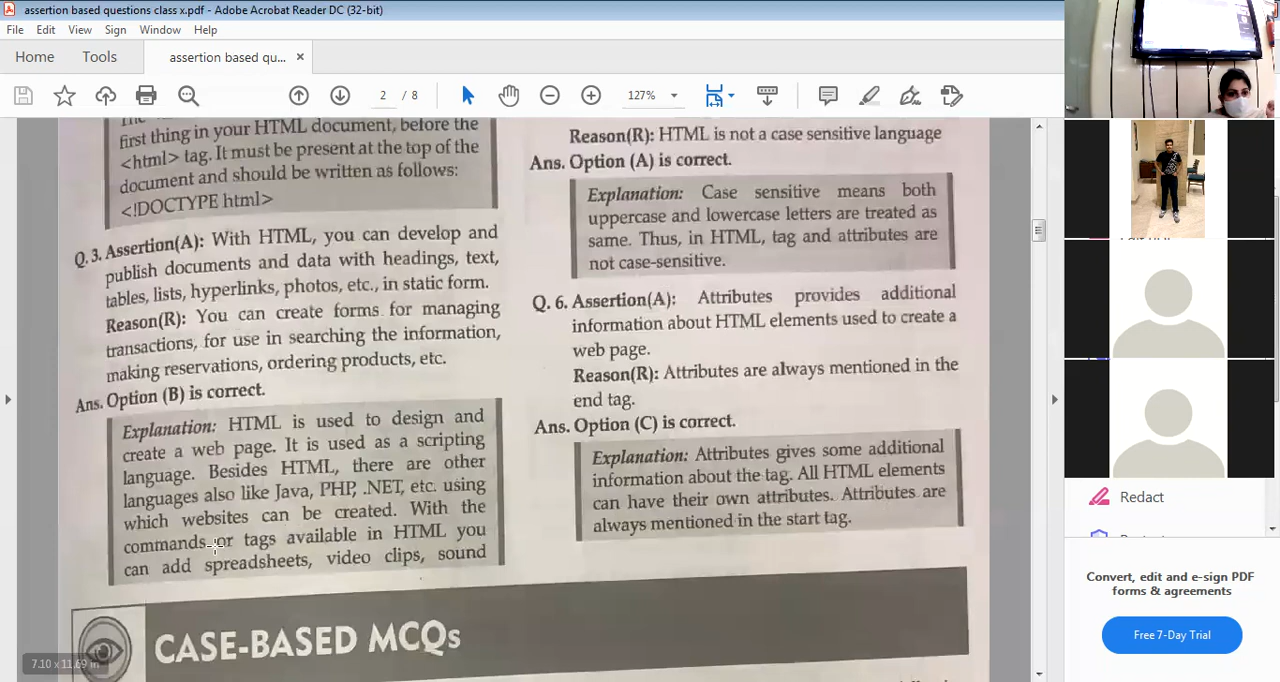 assertion based questions class x.pdf - Adobe Acrobat Reader DC (32-bit)
File Edit View Sign Window Help
Home Tools assertion based qu... ×
2 / 8 127%
first thing in your HTML document, before the
<html> tag. It must be present at the top of the
document and should be written as follows:
<!DOCTYPE html>
Q. 3. Assertion(A): With HTML, you can develop and
publish documents and data with headings, text,
tables, lists, hyperlinks, photos, etc., in static form.
Reason(R): You can create forms for managing
transactions, for use in searching the information,
making reservations, ordering products, etc.
Ans. Option (B) is correct.
Explanation: HTML is used to design and
create a web page. It is used as a scripting
language. Besides HTML, there are other
languages also like Java, PHP, .NET, etc. using
which websites can be created. With the
commands or tags available in HTML you
can add spreadsheets, video clips, sound
Reason(R): HTML is not a case sensitive language
Ans. Option (A) is correct.
Explanation: Case sensitive means both
uppercase and lowercase letters are treated as
same. Thus, in HTML, tag and attributes are
not case-sensitive.
Q. 6. Assertion(A): Attributes provides additional
information about HTML elements used to create a
web page.
Reason(R): Attributes are always mentioned in the
end tag.
Ans. Option (C) is correct.
Explanation: Attributes gives some additional
information about the tag. All HTML elements
can have their own attributes. Attributes are
always mentioned in the start tag.
CASE-BASED MCQs
7.10 x 11.69 in
Redact
Convert, edit and e-sign PDF
forms & agreements
Free 7-Day Trial